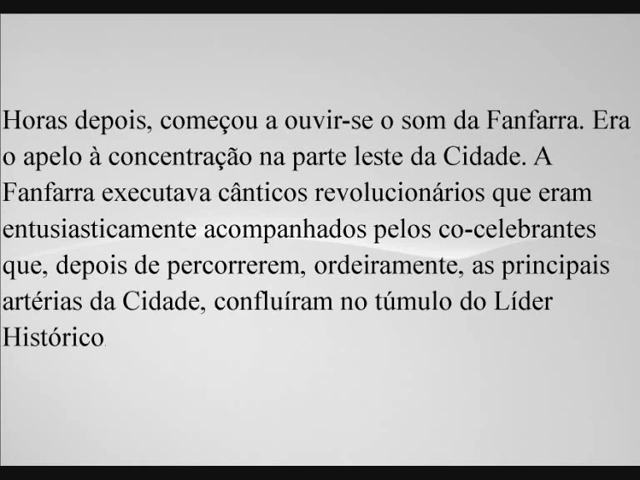 Horas depois, começou a ouvir-se o som da Fanfarra. Era
o apelo à concentração na parte leste da Cidade. A
Fanfarra executava cânticos revolucionários que eram
entusiasticamente acompanhados pelos co-celebrantes
que, depois de percorrerem, ordeiramente, as principais
artérias da Cidade, confluíram no túmulo do Líder
Histórico.